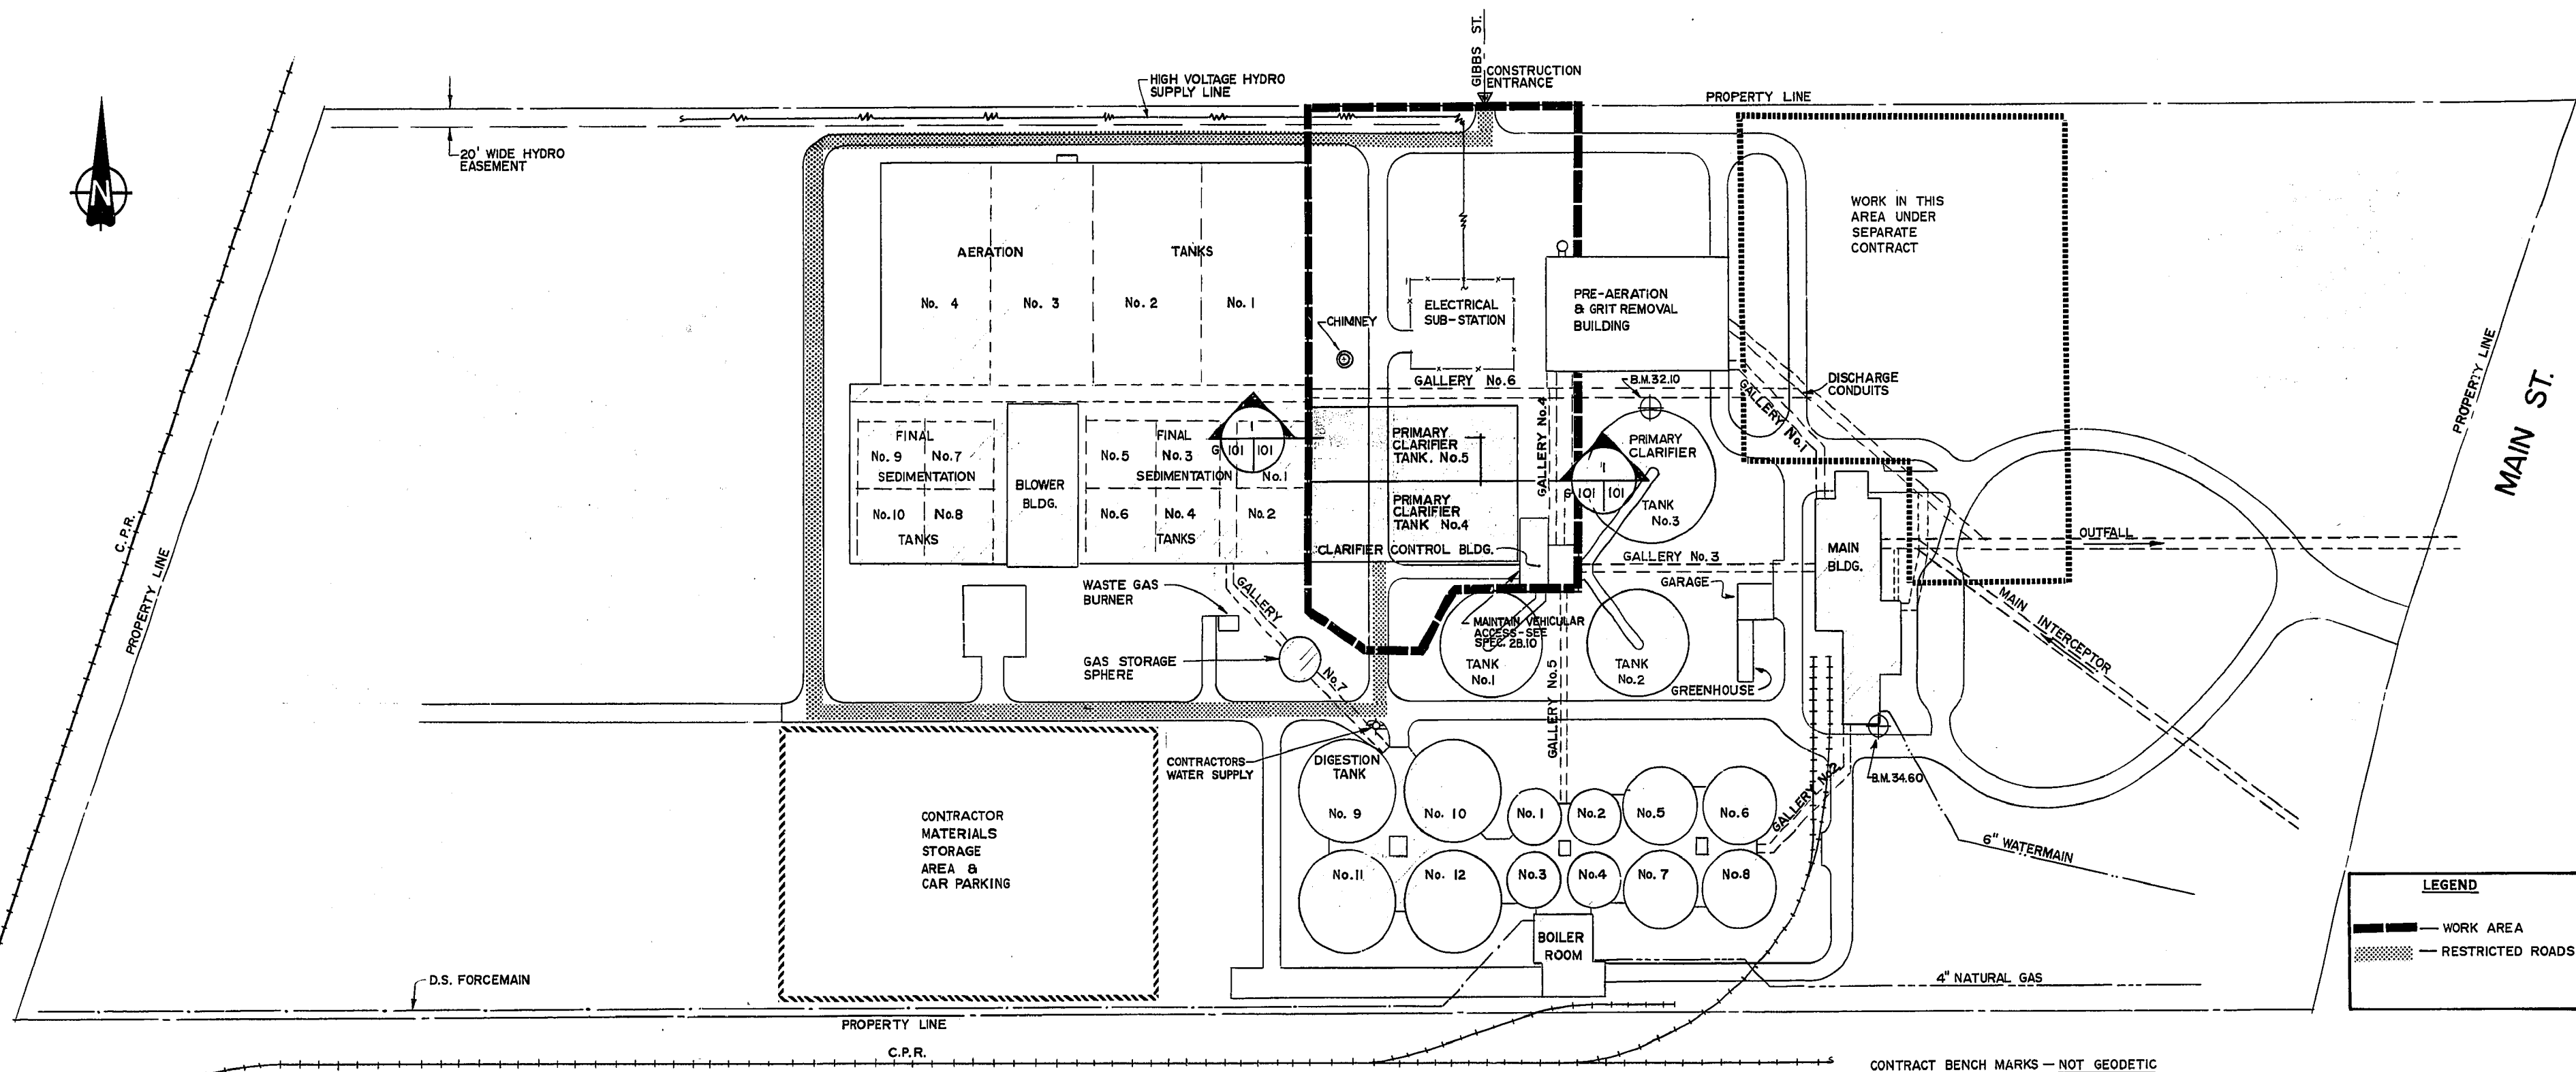 GIBBS ST.
CONSTRUCTION
ENTRANCE
HIGH VOLTAGE HYDRO
SUPPLY LINE
PROPERTY LINE
20' WIDE HYDRO
EASEMENT
N
WORK IN THIS
AREA UNDER
SEPARATE
CONTRACT
AERATION TANKS
No. 4 No. 3 No. 2 No. 1
CHIMNEY
ELECTRICAL
SUB-STATION
PRE-AERATION
& GRIT REMOVAL
BUILDING
GALLERY No. 6
B.M. 32.10
DISCHARGE
CONDUITS
GALLERY No. 1
GALLERY No. 4
PROPERTY LINE
MAIN ST.
FINAL
No. 9 No. 7
SEDIMENTATION
No. 10 No. 8
TANKS
BLOWER
BLDG.
FINAL
No. 5 No. 3
SEDIMENTATION No. 1
No. 6 No. 4 No. 2
TANKS
1
G 101 101
PRIMARY
CLARIFIER
TANK. No. 5
PRIMARY
CLARIFIER
TANK No. 4
1
G 101 101
PRIMARY
CLARIFIER
TANK
No. 3
CLARIFIER CONTROL BLDG.
GALLERY No. 3
GARAGE
MAIN
BLDG.
OUTFALL
C.P.R.
PROPERTY LINE
WASTE GAS
BURNER
GALLERY No. 7
GAS STORAGE
SPHERE
MAINTAIN VEHICULAR
ACCESS - SEE
SPEC. 2B.10
TANK
No. 1
TANK
No. 2
GREENHOUSE
MAIN INTERCEPTOR
GALLERY No. 5
CONTRACTORS
WATER SUPPLY
DIGESTION
TANK
No. 9 No. 10 No. 1 No. 2 No. 5 No. 6
No. 11 No. 12 No. 3 No. 4 No. 7 No. 8
GALLERY No. 2
B.M. 34.60
6" WATERMAIN
CONTRACTOR
MATERIALS
STORAGE
AREA &
CAR PARKING
BOILER
ROOM
4" NATURAL GAS
D.S. FORCEMAIN
PROPERTY LINE
C.P.R.
LEGEND
— WORK AREA
— RESTRICTED ROADS
CONTRACT BENCH MARKS — NOT GEODETIC